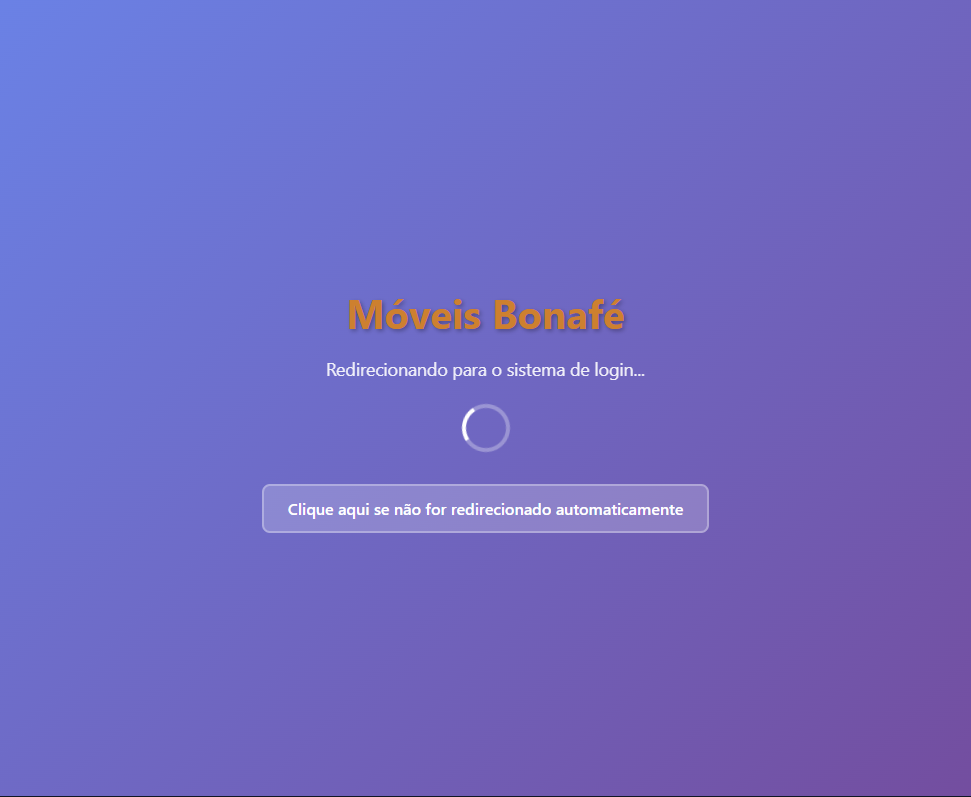 Móveis Bonafé
Redirecionando para o sistema de login...
Clique aqui se não for redirecionado automaticamente